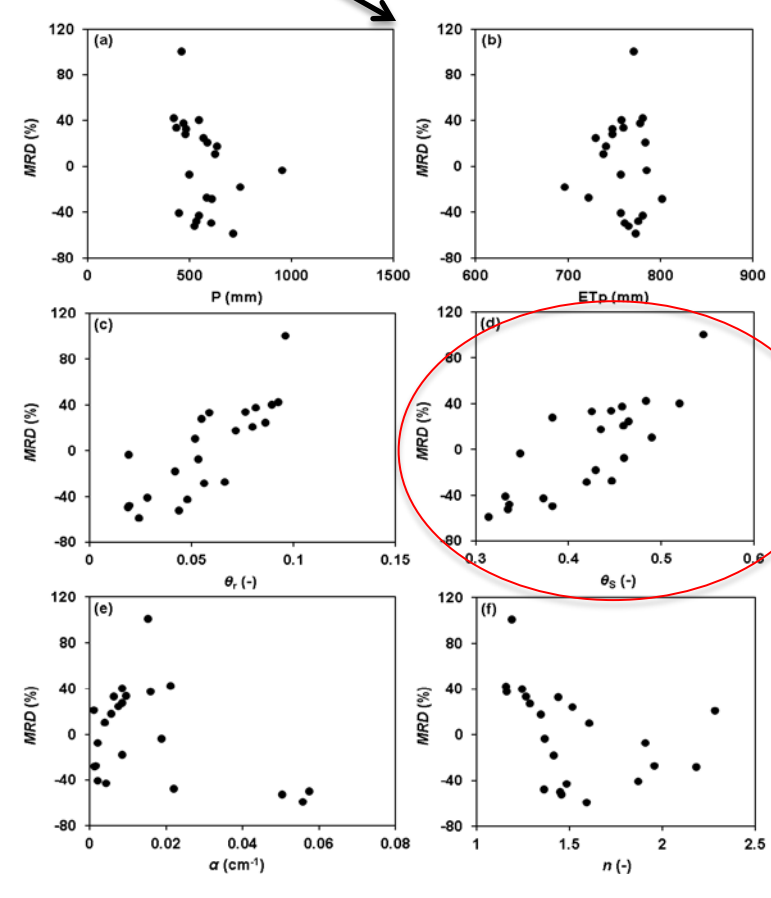 (a)
120
80
40
0
-40
-80
MRD (%)
0 500 1000 1500
P (mm)
(b)
120
80
40
0
-40
-80
MRD (%)
600 700 800 900
ETp (mm)
(c)
120
80
40
0
-40
-80
MRD (%)
0 0.05 0.1 0.15
θr (-)
(d)
120
80
40
0
-40
-80
MRD (%)
0.3 0.4 0.5 0.6
θS (-)
(e)
120
80
40
0
-40
-80
MRD (%)
0 0.02 0.04 0.06 0.08
α (cm-1)
(f)
120
80
40
0
-40
-80
MRD (%)
1 1.5 2 2.5
n (-)